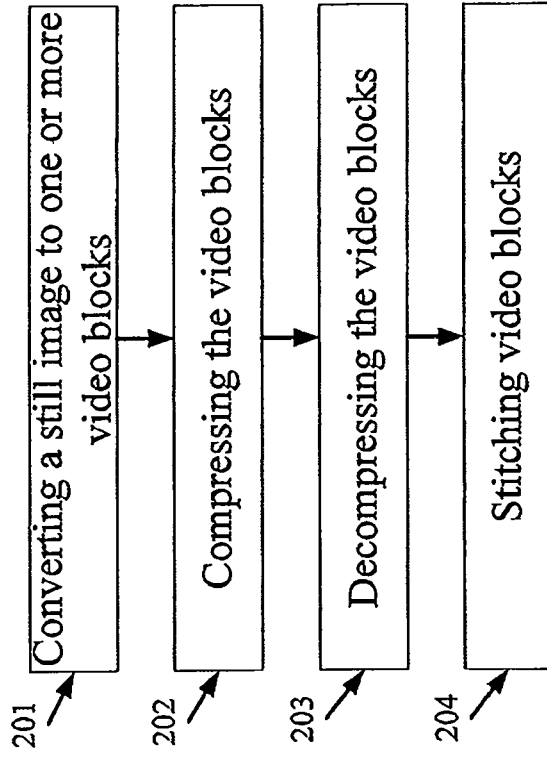 201
Converting a still image to one or more
video blocks
202
Compressing the video blocks
203
Decompressing the video blocks
204
Stitching video blocks